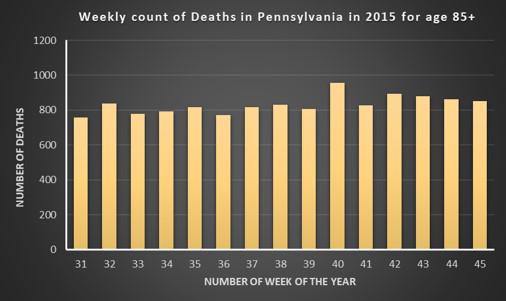 Weekly count of Deaths in Pennsylvania in 2015 for age 85+
1200
1000
800
600
400
200
0
NUMBER OF DEATHS
31 32 33 34 35 36 37 38 39 40 41 42 43 44 45
NUMBER OF WEEK OF THE YEAR